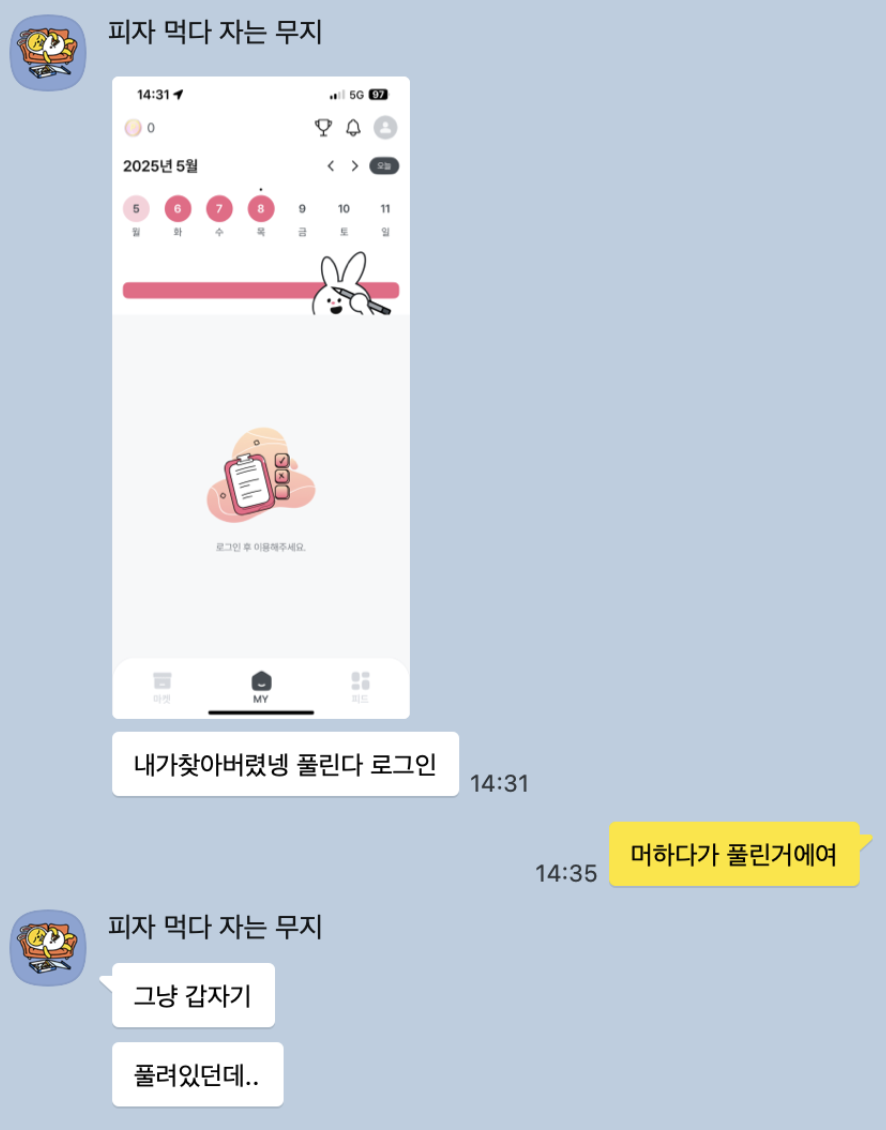 피자 먹다 자는 무지
14:31 5G 97
0
2025년 5월 오늘
5 6 7 8 9 10 11
월 화 수 목 금 토 일
로그인 후 이용해주세요.
마켓 MY 피드
내가찾아버렸넹 풀린다 로그인
14:31
머하다가 풀린거에여
14:35
피자 먹다 자는 무지
그냥 갑자기
풀려있던데..